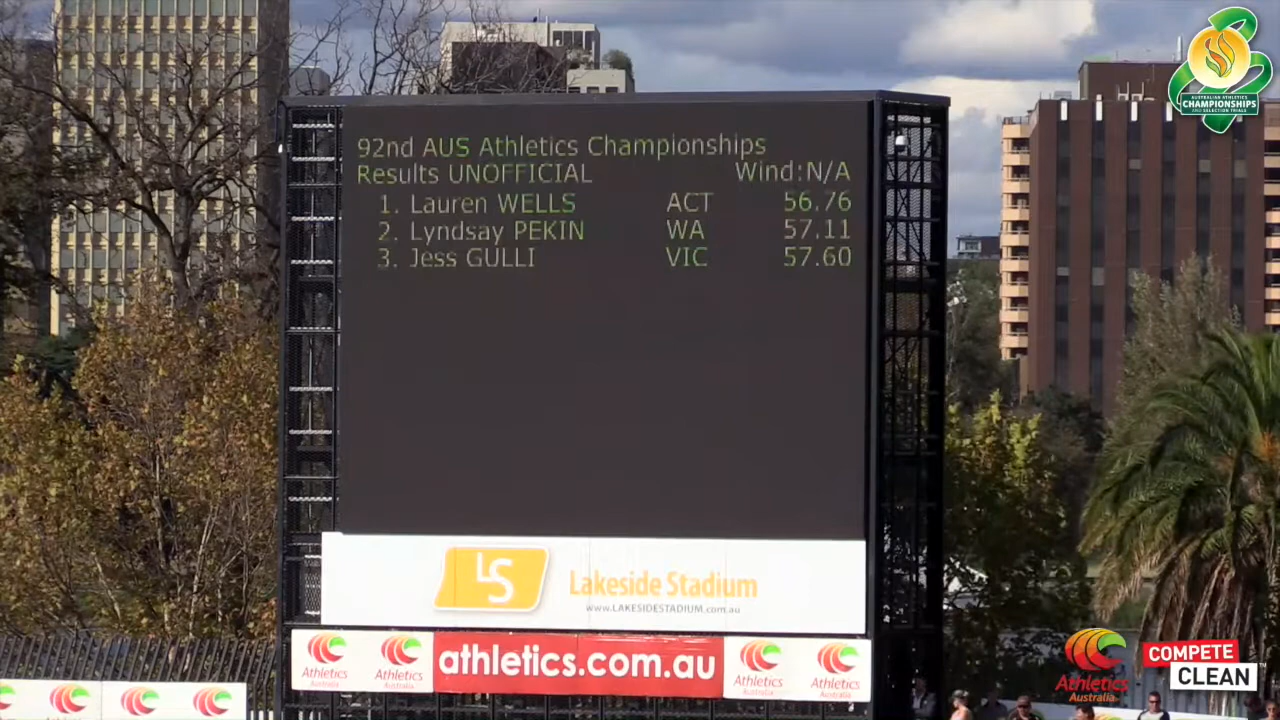 92nd AUS Athletics Championships
Results UNOFFICIAL Wind:N/A
1. Lauren WELLS ACT 56.76
2. Lyndsay PEKIN WA 57.11
3. Jess GULLI VIC 57.60
LS Lakeside Stadium
www.LAKESIDESTADIUM.com.au
Athletics Australia
Athletics Australia
athletics.com.au
Athletics Australia
Athletics Australia
AUSTRALIAN ATHLETICS
CHAMPIONSHIPS
Athletics
Australia
COMPETE
CLEAN